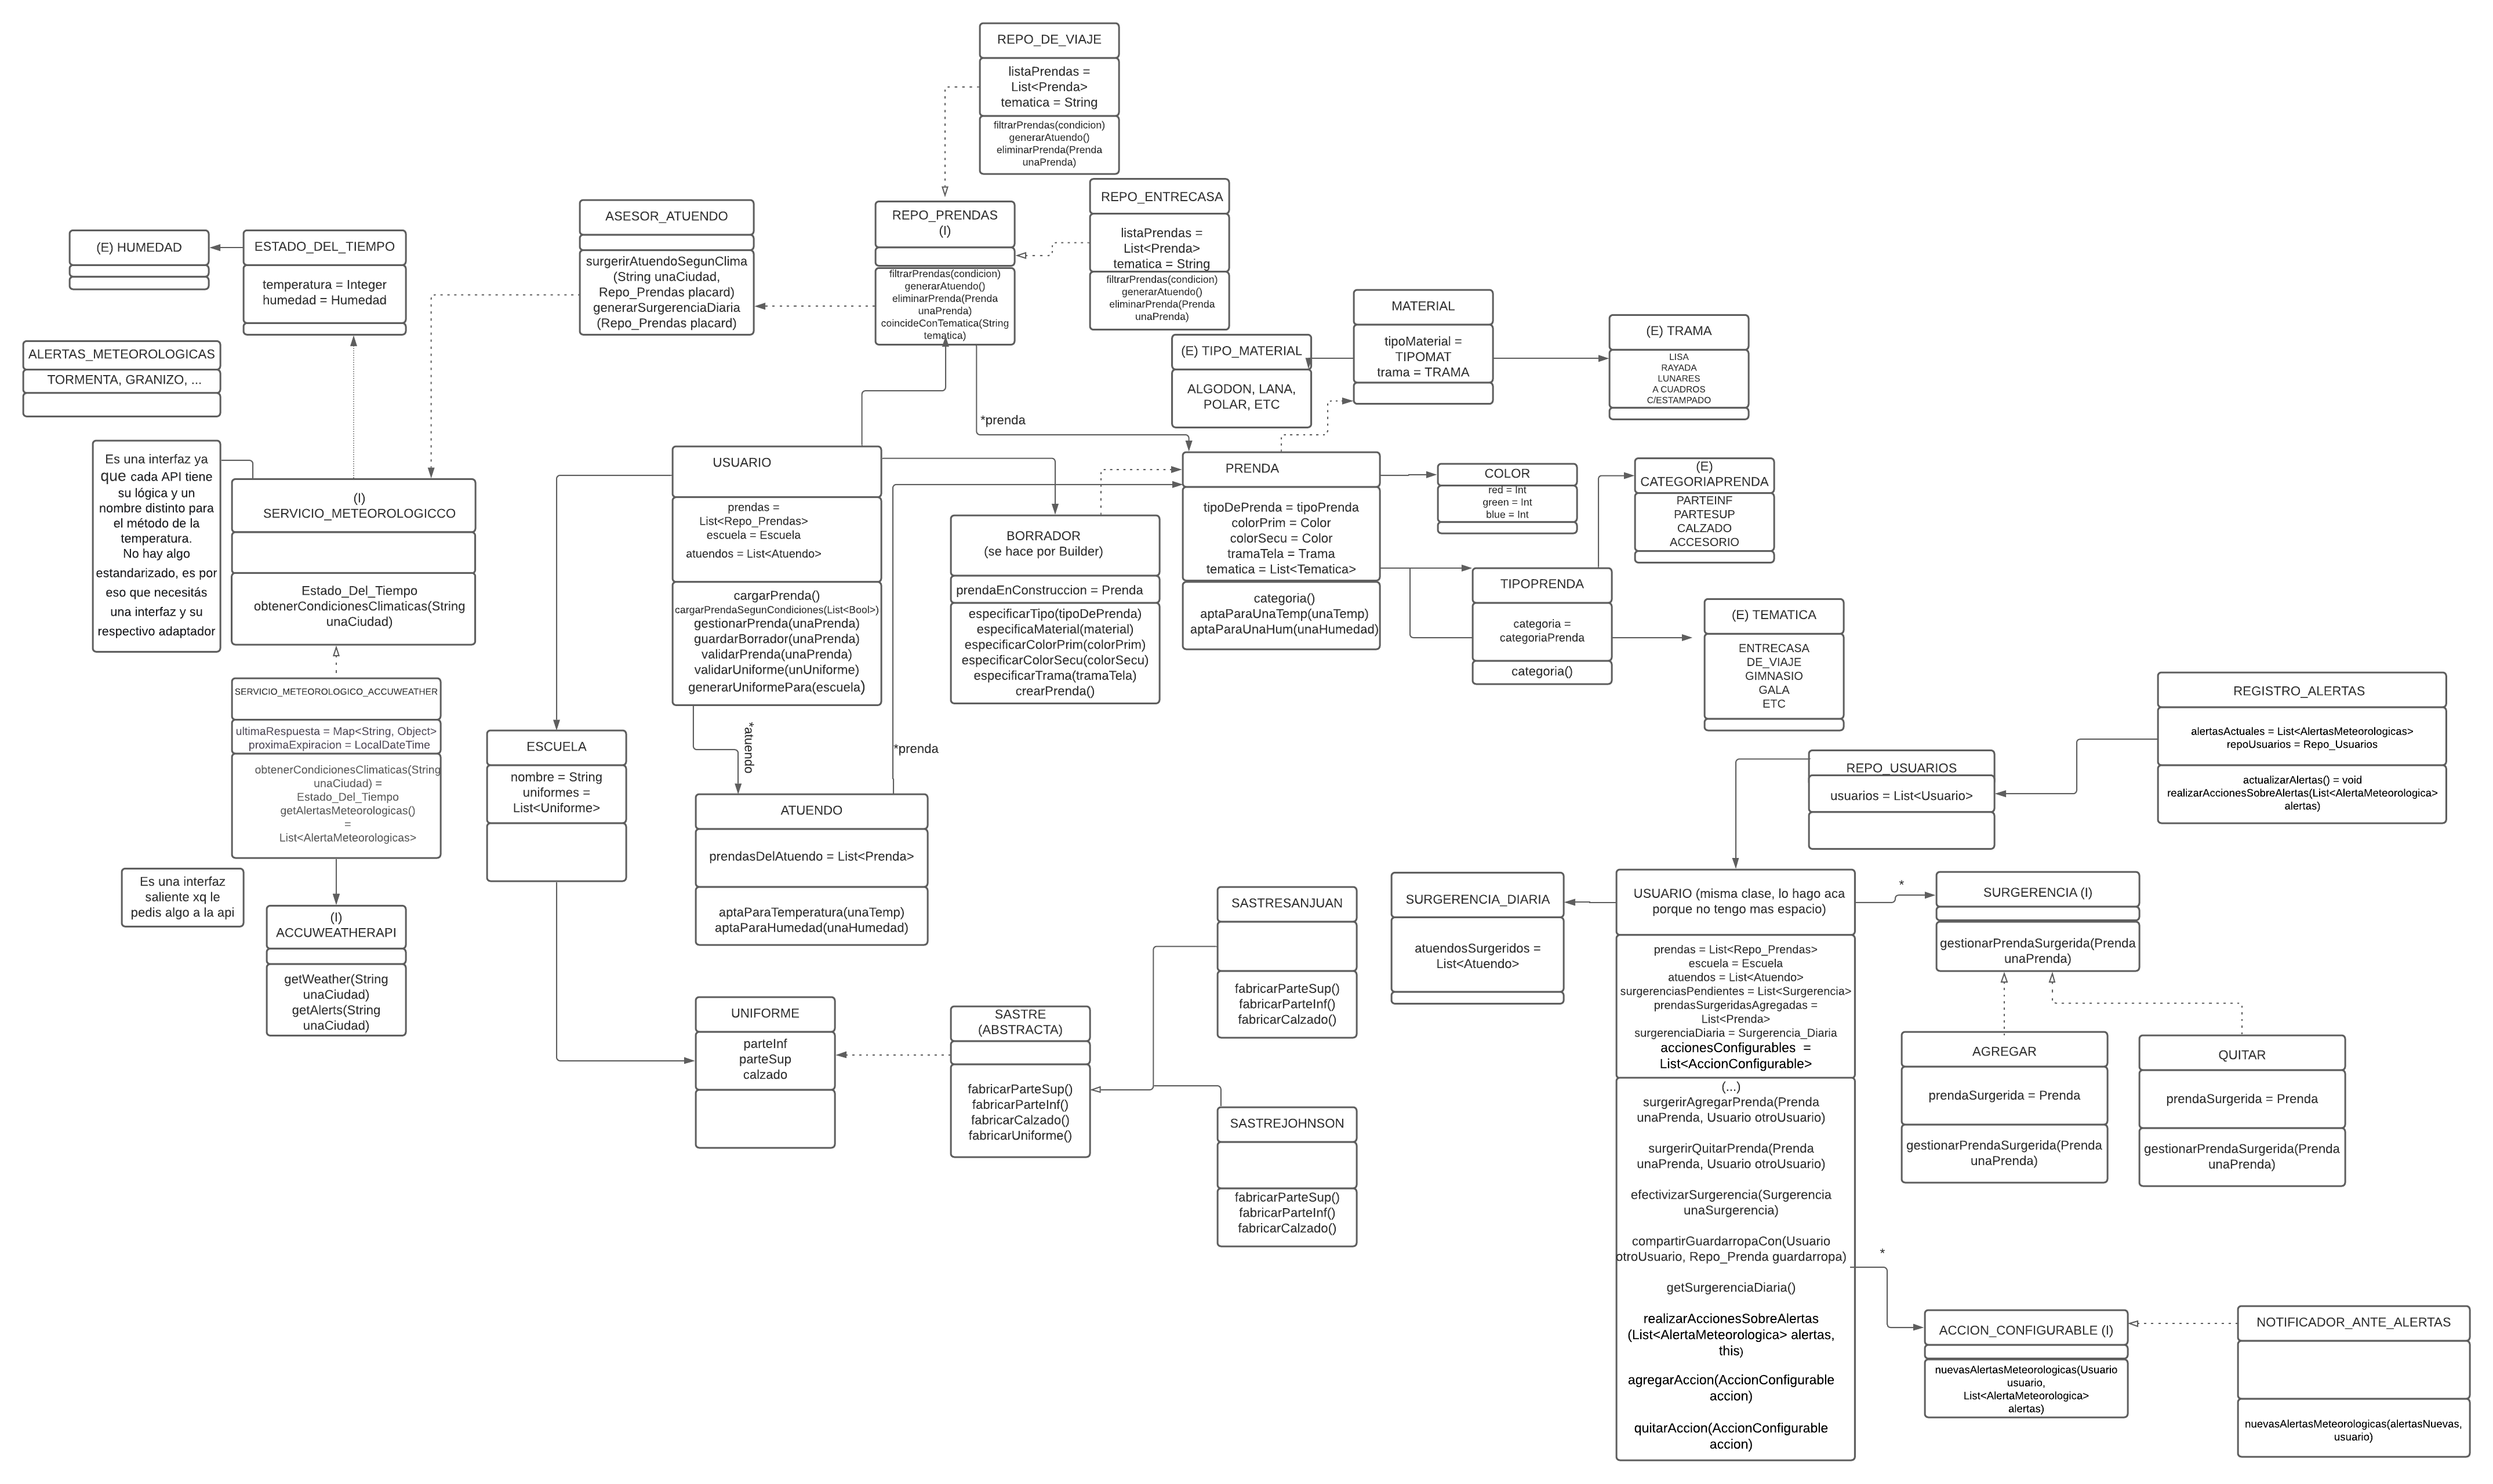 REPO_DE_VIAJE
listaPrendas =
List<Prenda>
tematica = String
filtrarPrendas(condicion)
generarAtuendo()
eliminarPrenda(Prenda
unaPrenda)
REPO_ENTRECASA
listaPrendas =
List<Prenda>
tematica = String
filtrarPrendas(condicion)
generarAtuendo()
eliminarPrenda(Prenda
unaPrenda)
REPO_PRENDAS
(I)
filtrarPrendas(condicion)
generarAtuendo()
eliminarPrenda(Prenda
unaPrenda)
coincideConTematica(String
tematica)
ASESOR_ATUENDO
surgerirAtuendoSegunClima
(String unaCiudad,
Repo_Prendas placard)
generarSurgerenciaDiaria
(Repo_Prendas placard)
(E) HUMEDAD
ESTADO_DEL_TIEMPO
temperatura = Integer
humedad = Humedad
ALERTAS_METEOROLOGICAS
TORMENTA, GRANIZO, ...
Es una interfaz ya
que cada API tiene
su lógica y un
nombre distinto para
el método de la
temperatura.
No hay algo
estandarizado, es por
eso que necesitás
una interfaz y su
respectivo adaptador
(I)
SERVICIO_METEOROLOGICCO
Estado_Del_Tiempo
obtenerCondicionesClimaticas(String
unaCiudad)
SERVICIO_METEOROLOGICO_ACCUWEATHER
ultimaRespuesta = Map<String, Object>
proximaExpiracion = LocalDateTime
obtenerCondicionesClimaticas(String
unaCiudad) =
Estado_Del_Tiempo
getAlertasMeteorologicas()
=
List<AlertaMeteorologicas>
Es una interfaz
saliente xq le
pedis algo a la api
(I)
ACCUWEATHERAPI
getWeather(String
unaCiudad)
getAlerts(String
unaCiudad)
MATERIAL
tipoMaterial =
TIPOMAT
trama = TRAMA
(E) TIPO_MATERIAL
ALGODON, LANA,
POLAR, ETC
(E) TRAMA
LISA
RAYADA
LUNARES
A CUADROS
C/ESTAMPADO
*prenda
USUARIO
prendas =
List<Repo_Prendas>
escuela = Escuela
atuendos = List<Atuendo>
cargarPrenda()
cargarPrendaSegunCondiciones(List<Bool>)
gestionarPrenda(unaPrenda)
guardarBorrador(unaPrenda)
validarPrenda(unaPrenda)
validarUniforme(unUniforme)
generarUniformePara(escuela)
BORRADOR
(se hace por Builder)
prendaEnConstruccion = Prenda
especificarTipo(tipoDePrenda)
especificaMaterial(material)
especificarColorPrim(colorPrim)
especificarColorSecu(colorSecu)
especificarTrama(tramaTela)
crearPrenda()
PRENDA
tipoDePrenda = tipoPrenda
colorPrim = Color
colorSecu = Color
tramaTela = Trama
tematica = List<Tematica>
categoria()
aptaParaUnaTemp(unaTemp)
aptaParaUnaHum(unaHumedad)
COLOR
red = Int
green = Int
blue = Int
(E)
CATEGORIAPRENDA
PARTEINF
PARTESUP
CALZADO
ACCESORIO
TIPOPRENDA
categoria =
categoriaPrenda
categoria()
(E) TEMATICA
ENTRECASA
DE_VIAJE
GIMNASIO
GALA
ETC
ESCUELA
nombre = String
uniformes =
List<Uniforme>
*atuendo
*prenda
ATUENDO
prendasDelAtuendo = List<Prenda>
aptaParaTemperatura(unaTemp)
aptaParaHumedad(unaHumedad)
UNIFORME
parteInf
parteSup
calzado
SASTRE
(ABSTRACTA)
fabricarParteSup()
fabricarParteInf()
fabricarCalzado()
fabricarUniforme()
SASTRESANJUAN
fabricarParteSup()
fabricarParteInf()
fabricarCalzado()
SASTREJOHNSON
fabricarParteSup()
fabricarParteInf()
fabricarCalzado()
REGISTRO_ALERTAS
alertasActuales = List<AlertasMeteorologicas>
repoUsuarios = Repo_Usuarios
actualizarAlertas() = void
realizarAccionesSobreAlertas(List<AlertaMeteorologica>
alertas)
REPO_USUARIOS
usuarios = List<Usuario>
SURGERENCIA_DIARIA
atuendosSurgeridos =
List<Atuendo>
USUARIO (misma clase, lo hago aca
porque no tengo mas espacio)
prendas = List<Repo_Prendas>
escuela = Escuela
atuendos = List<Atuendo>
surgerenciasPendientes = List<Surgerencia>
prendasSurgeridasAgregadas =
List<Prenda>
surgerenciaDiaria = Surgerencia_Diaria
accionesConfigurables =
List<AccionConfigurable>
(...)
surgerirAgregarPrenda(Prenda
unaPrenda, Usuario otroUsuario)
surgerirQuitarPrenda(Prenda
unaPrenda, Usuario otroUsuario)
efectivizarSurgerencia(Surgerencia
unaSurgerencia)
compartirGuardarropaCon(Usuario
otroUsuario, Repo_Prenda guardarropa)
getSurgerenciaDiaria()
realizarAccionesSobreAlertas
(List<AlertaMeteorologica> alertas,
this)
agregarAccion(AccionConfigurable
accion)
quitarAccion(AccionConfigurable
accion)
*
SURGERENCIA (I)
gestionarPrendaSurgerida(Prenda
unaPrenda)
AGREGAR
prendaSurgerida = Prenda
gestionarPrendaSurgerida(Prenda
unaPrenda)
QUITAR
prendaSurgerida = Prenda
gestionarPrendaSurgerida(Prenda
unaPrenda)
*
ACCION_CONFIGURABLE (I)
nuevasAlertasMeteorologicas(Usuario
usuario,
List<AlertaMeteorologica>
alertas)
NOTIFICADOR_ANTE_ALERTAS
nuevasAlertasMeteorologicas(alertasNuevas,
usuario)